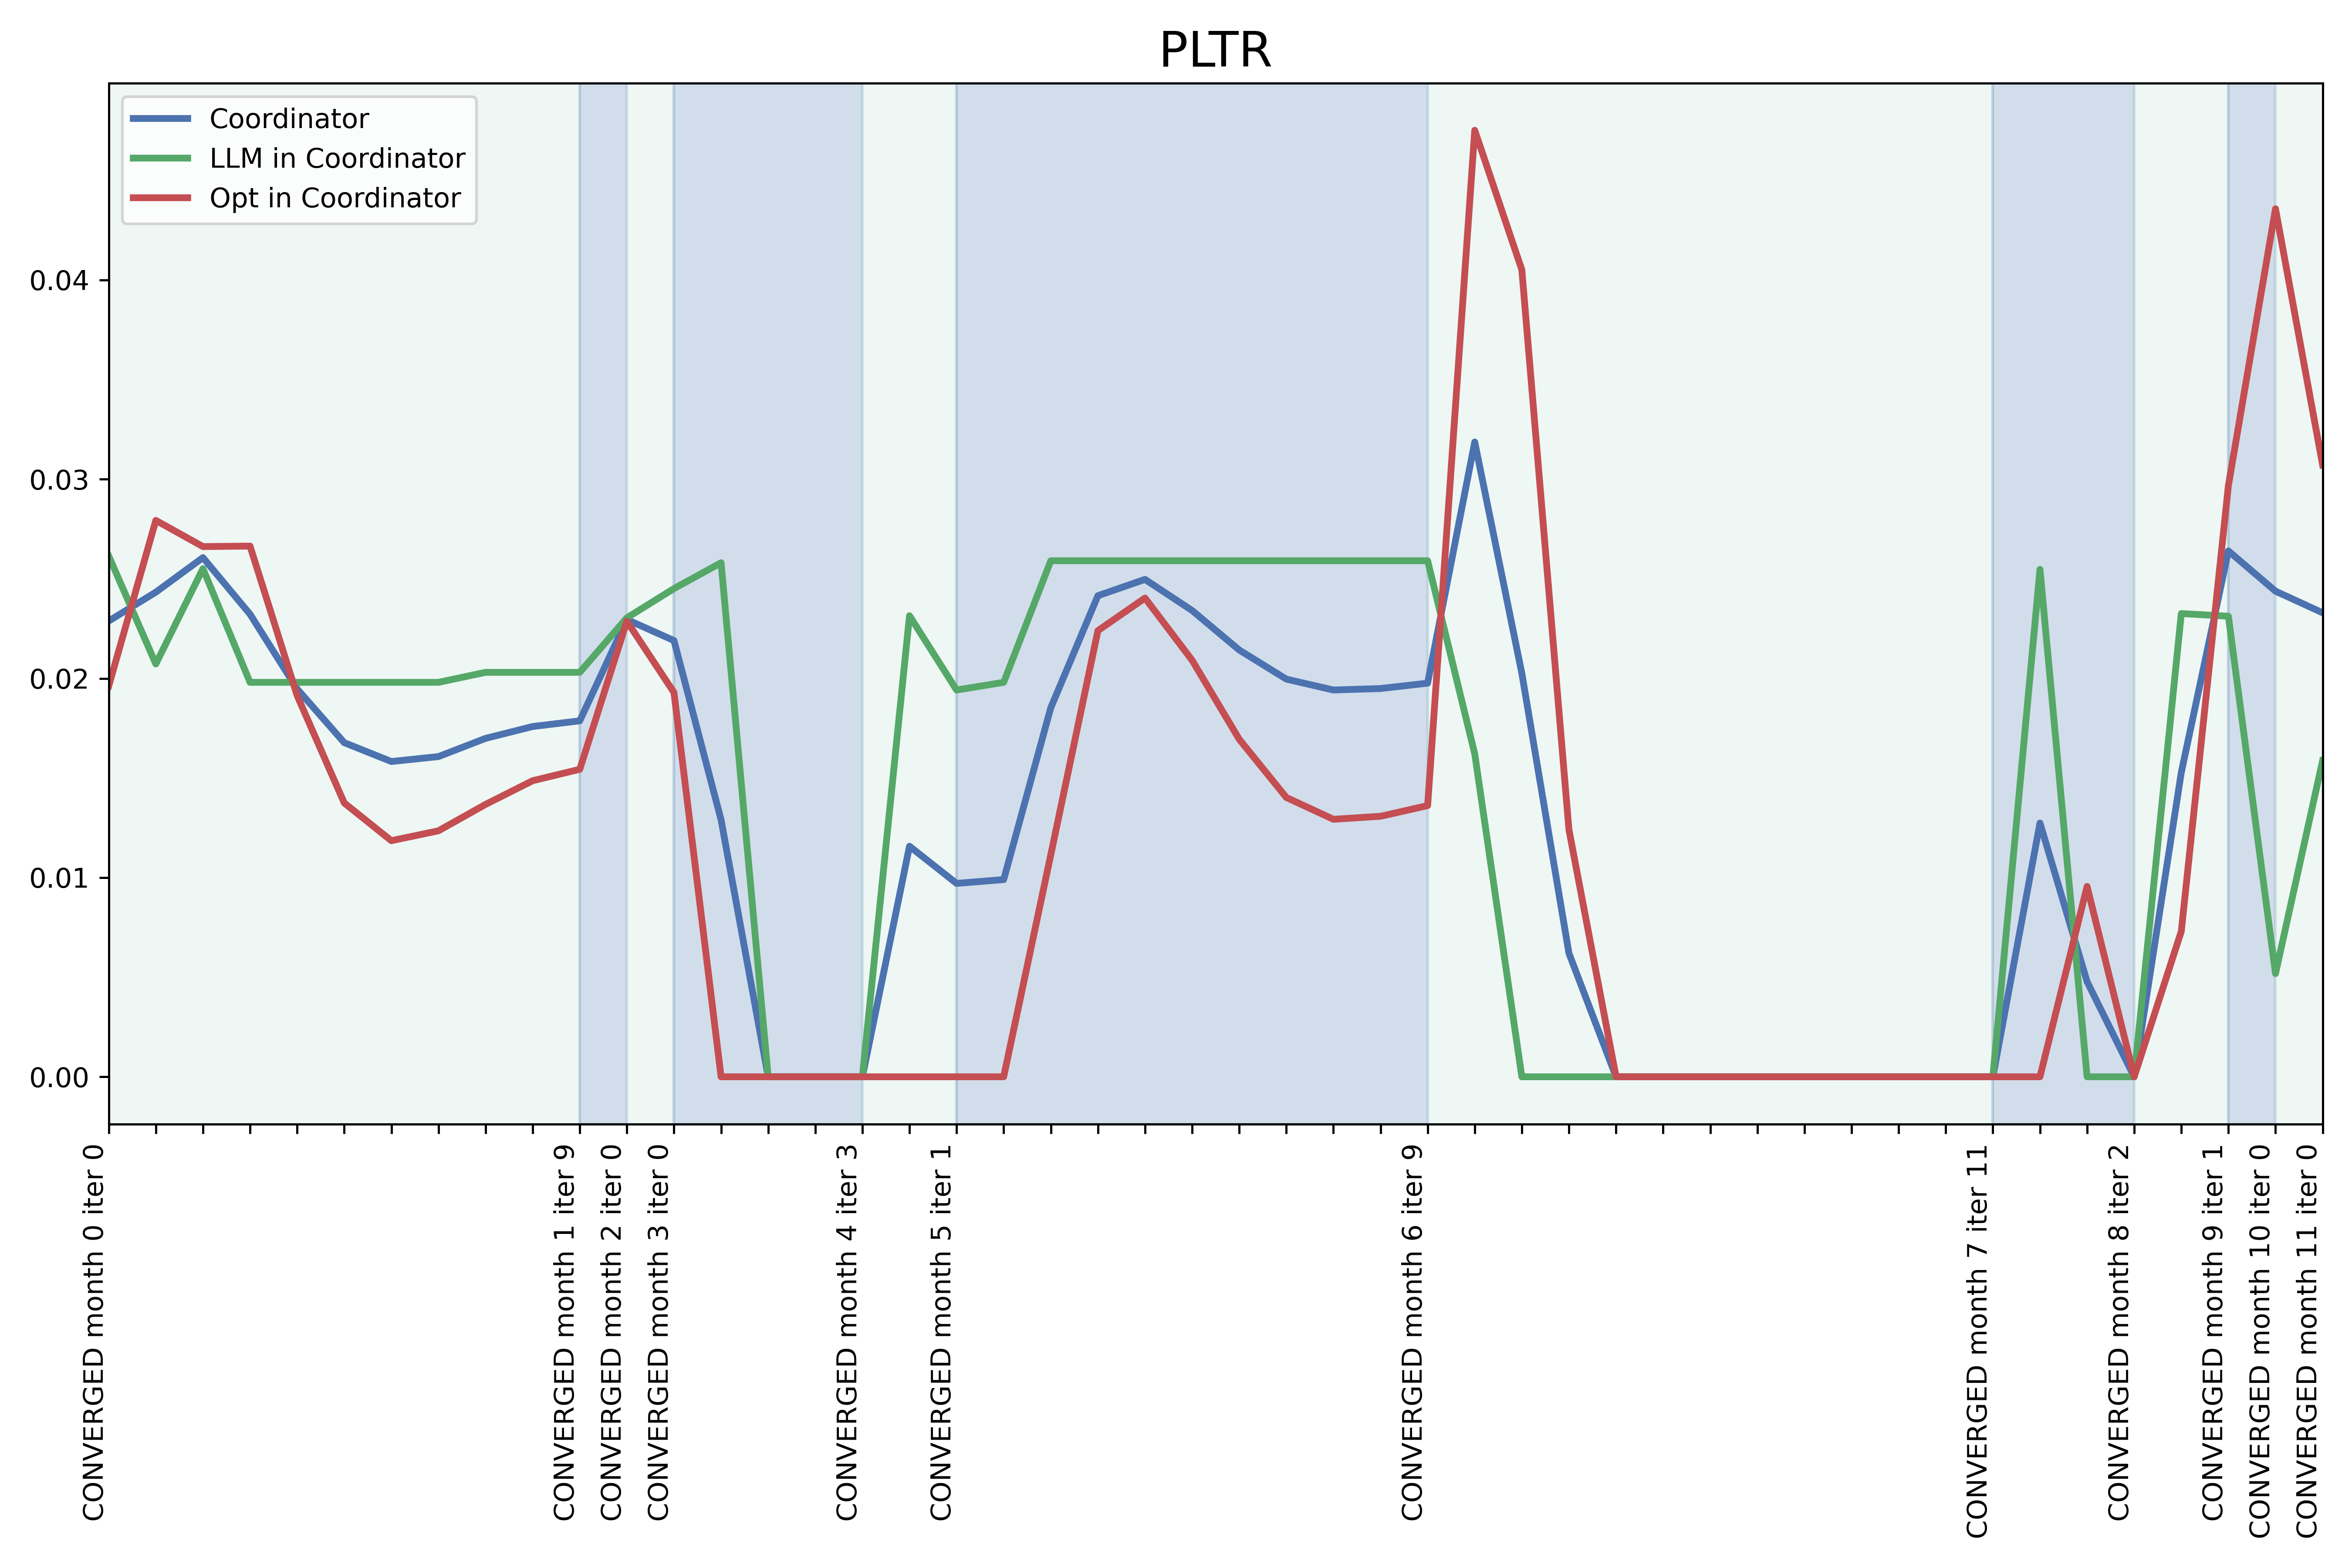 PLTR
Coordinator
LLM in Coordinator
Opt in Coordinator
0.04
0.03
0.02
0.01
0.00
CONVERGED month 0 iter 0
CONVERGED month 1 iter 9
CONVERGED month 2 iter 0
CONVERGED month 3 iter 0
CONVERGED month 4 iter 3
CONVERGED month 5 iter 1
CONVERGED month 6 iter 9
CONVERGED month 7 iter 11
CONVERGED month 8 iter 2
CONVERGED month 9 iter 1
CONVERGED month 10 iter 0
CONVERGED month 11 iter 0